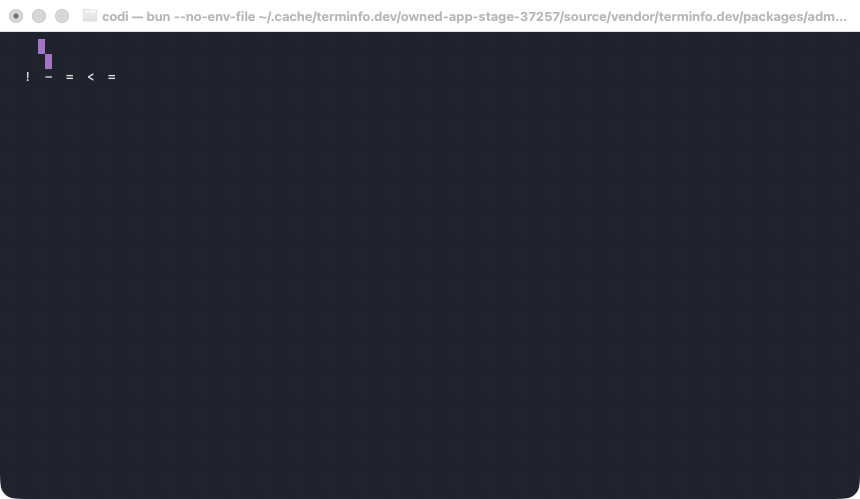 codi — bun --no-env-file ~/.cache/terminfo.dev/owned-app-stage-37257/source/vendor/terminfo.dev/packages/adm...
! − = < =